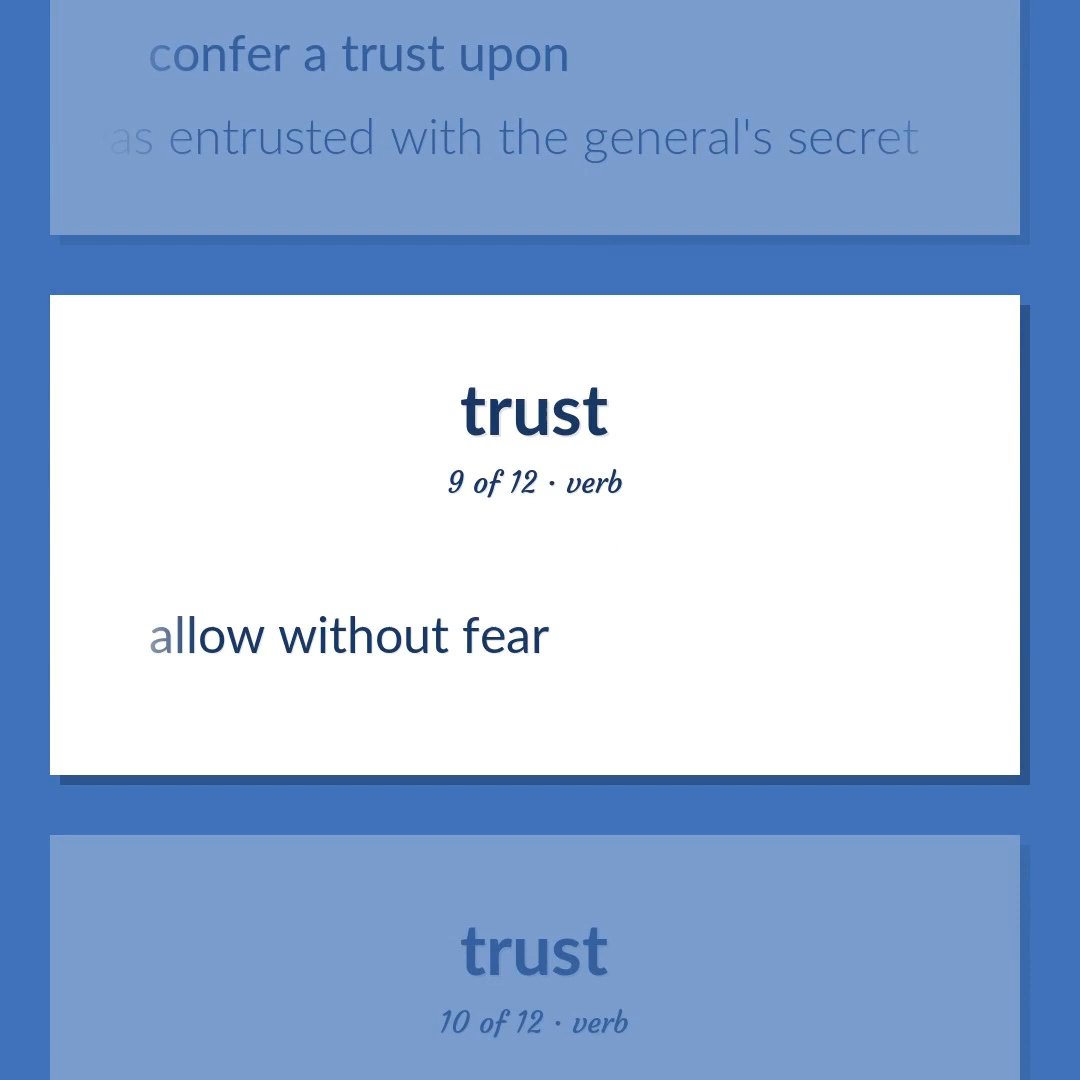 confer a trust upon
as entrusted with the general's secret
trust
9 of 12 · verb
allow without fear
trust
10 of 12 · verb